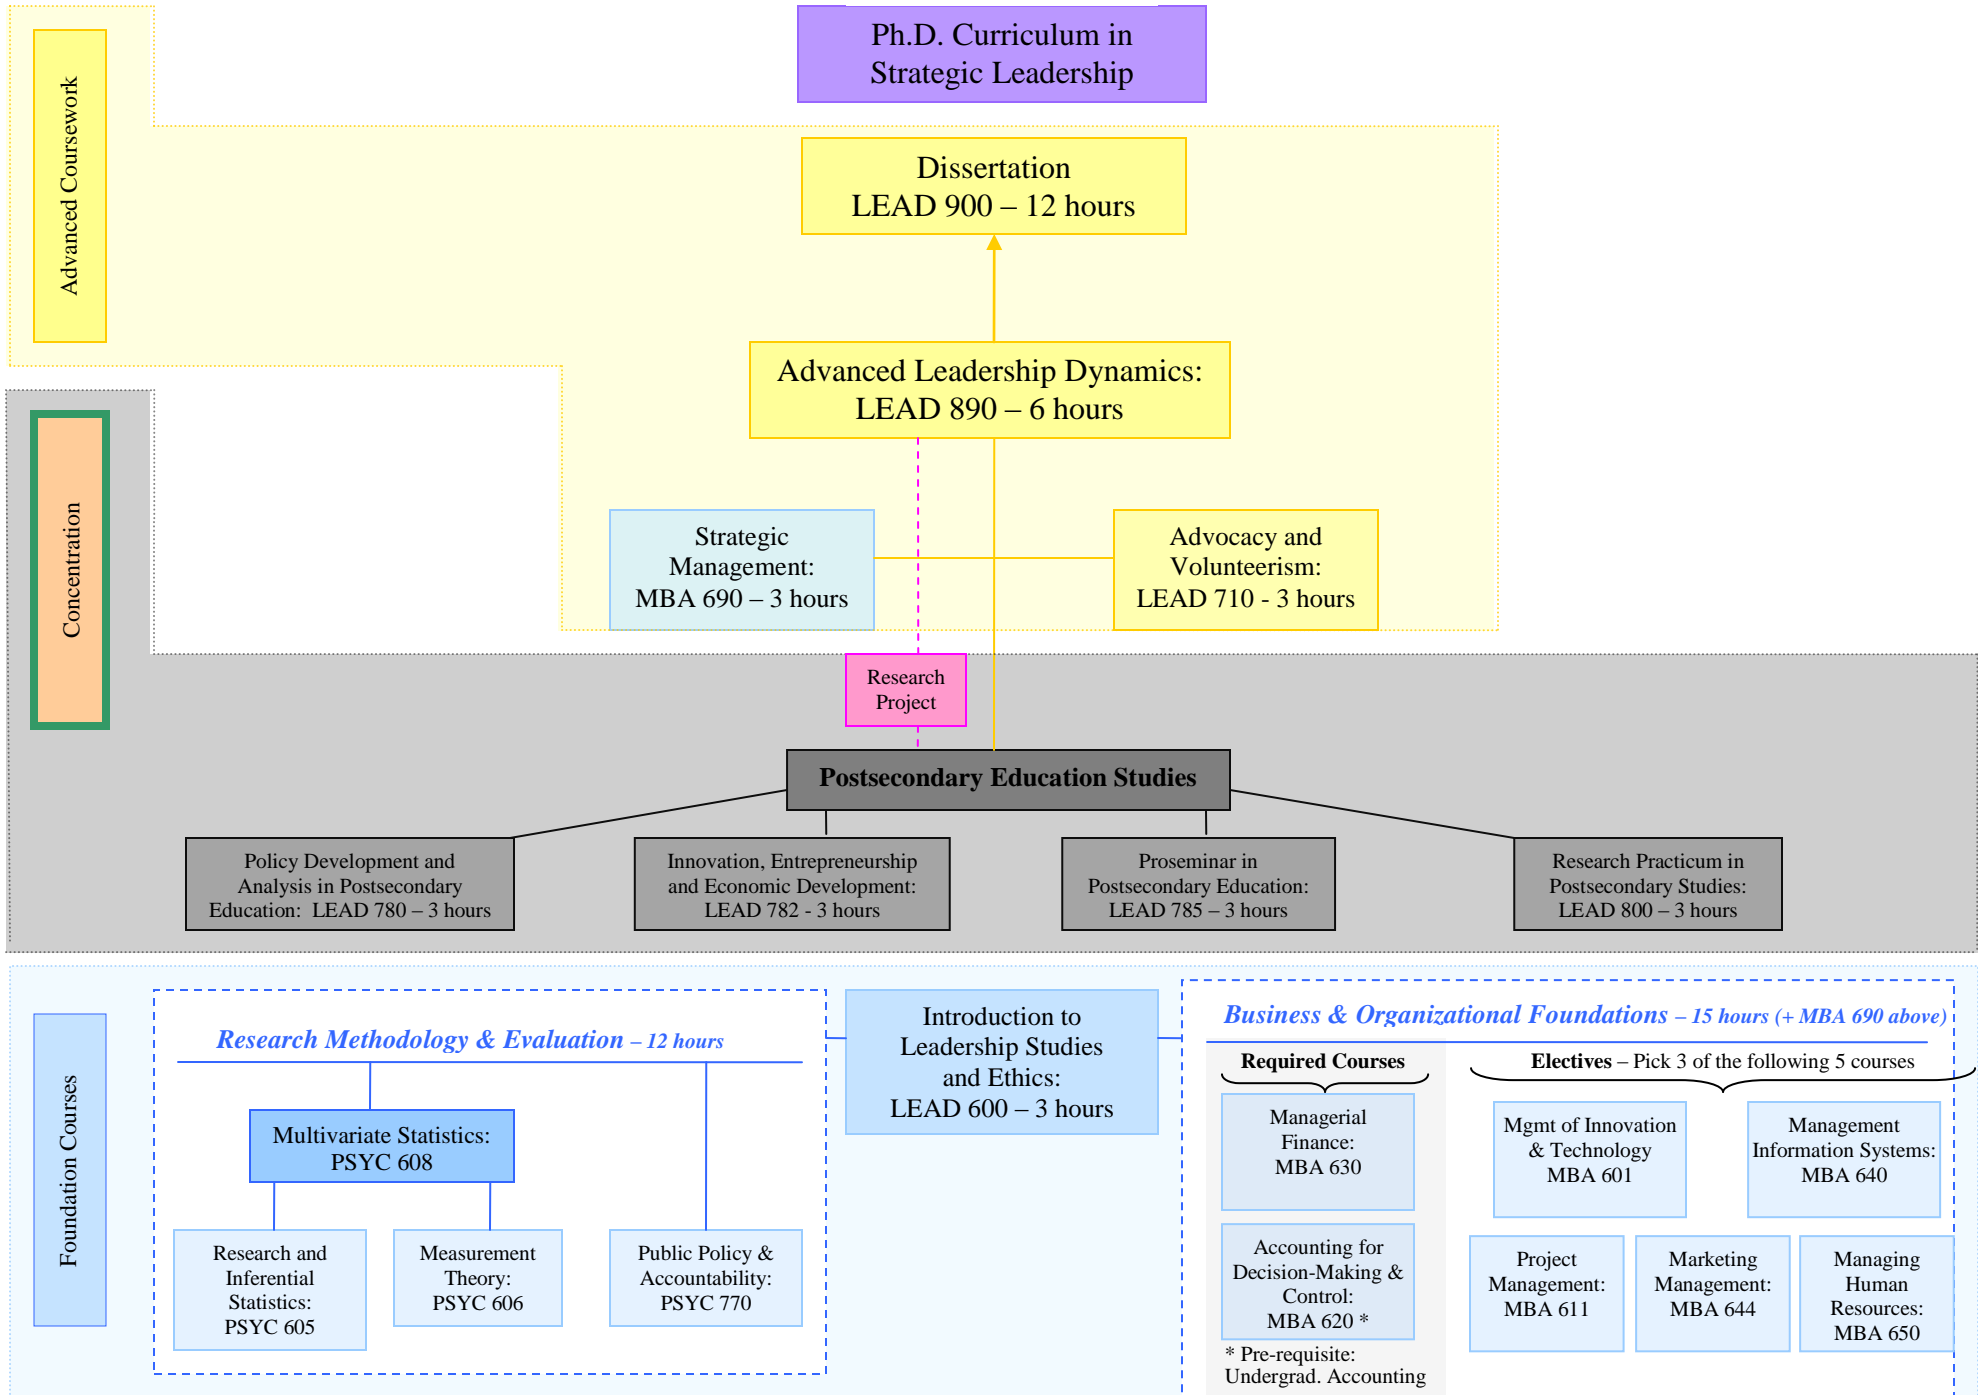 Ph.D. Curriculum in
Strategic Leadership
Advanced Coursework
Dissertation
LEAD 900 – 12 hours
Advanced Leadership Dynamics:
LEAD 890 – 6 hours
Strategic
Management:
MBA 690 – 3 hours
Advocacy and
Volunteerism:
LEAD 710 - 3 hours
Concentration
Research
Project
Postsecondary Education Studies
Policy Development and
Analysis in Postsecondary
Education:  LEAD 780 – 3 hours
Innovation, Entrepreneurship
and Economic Development:
LEAD 782 - 3 hours
Proseminar in
Postsecondary Education:
LEAD 785 – 3 hours
Research Practicum in
Postsecondary Studies:
LEAD 800 – 3 hours
Foundation Courses
Research Methodology & Evaluation – 12 hours
Multivariate Statistics:
PSYC 608
Research and
Inferential
Statistics:
PSYC 605
Measurement
Theory:
PSYC 606
Public Policy &
Accountability:
PSYC 770
Introduction to
Leadership Studies
and Ethics:
LEAD 600 – 3 hours
Business & Organizational Foundations – 15 hours (+ MBA 690 above)
Required Courses
Managerial
Finance:
MBA 630
Accounting for
Decision-Making &
Control:
MBA 620 *
* Pre-requisite:
Undergrad. Accounting
Electives – Pick 3 of the following 5 courses
Mgmt of Innovation
& Technology
MBA 601
Management
Information Systems:
MBA 640
Project
Management:
MBA 611
Marketing
Management:
MBA 644
Managing
Human
Resources:
MBA 650